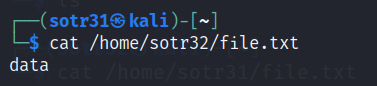 ┌──(sotr31㉿kali)-[~]
└─$ cat /home/sotr32/file.txt
data